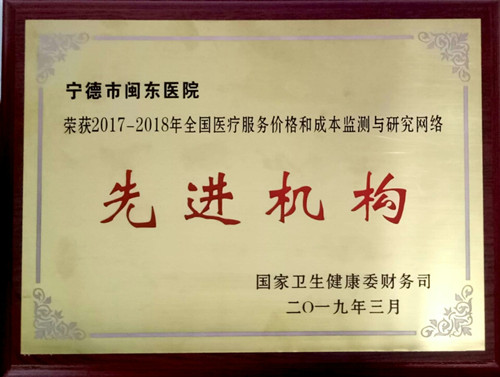 宁德市闽东医院
荣获2017-2018年全国医疗服务价格和成本监测与研究网络
先进机构
国家卫生健康委财务司
二〇一九年三月